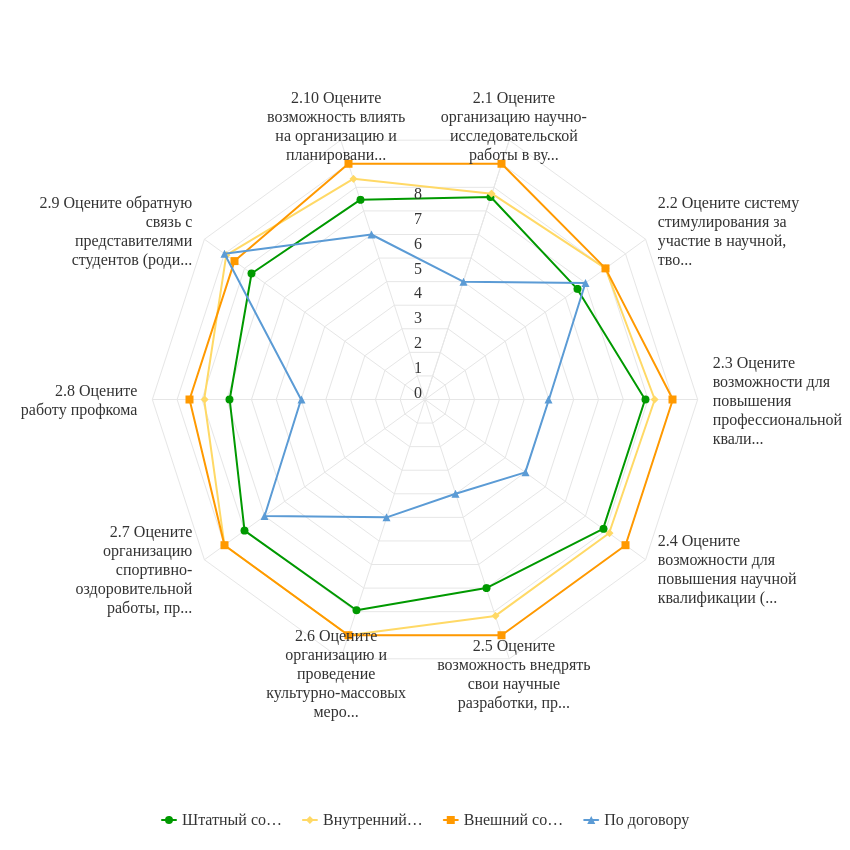 2.10 Оцените
возможность влиять
на организацию и
планировани...
2.1 Оцените
организацию научно-
исследовательской
работы в ву...
2.9 Оцените обратную
связь с
представителями
студентов (роди...
2.2 Оцените систему
стимулирования за
участие в научной,
тво...
8
7
6
5
4
3
2
1
0
2.8 Оцените
работу профкома
2.3 Оцените
возможности для
повышения
профессиональной
квали...
2.7 Оцените
организацию
спортивно-
оздоровительной
работы, пр...
2.4 Оцените
возможности для
повышения научной
квалификации (...
2.6 Оцените
организацию и
проведение
культурно-массовых
меро...
2.5 Оцените
возможность внедрять
свои научные
разработки, пр...
Штатный со… Внутренний… Внешний со… По договору